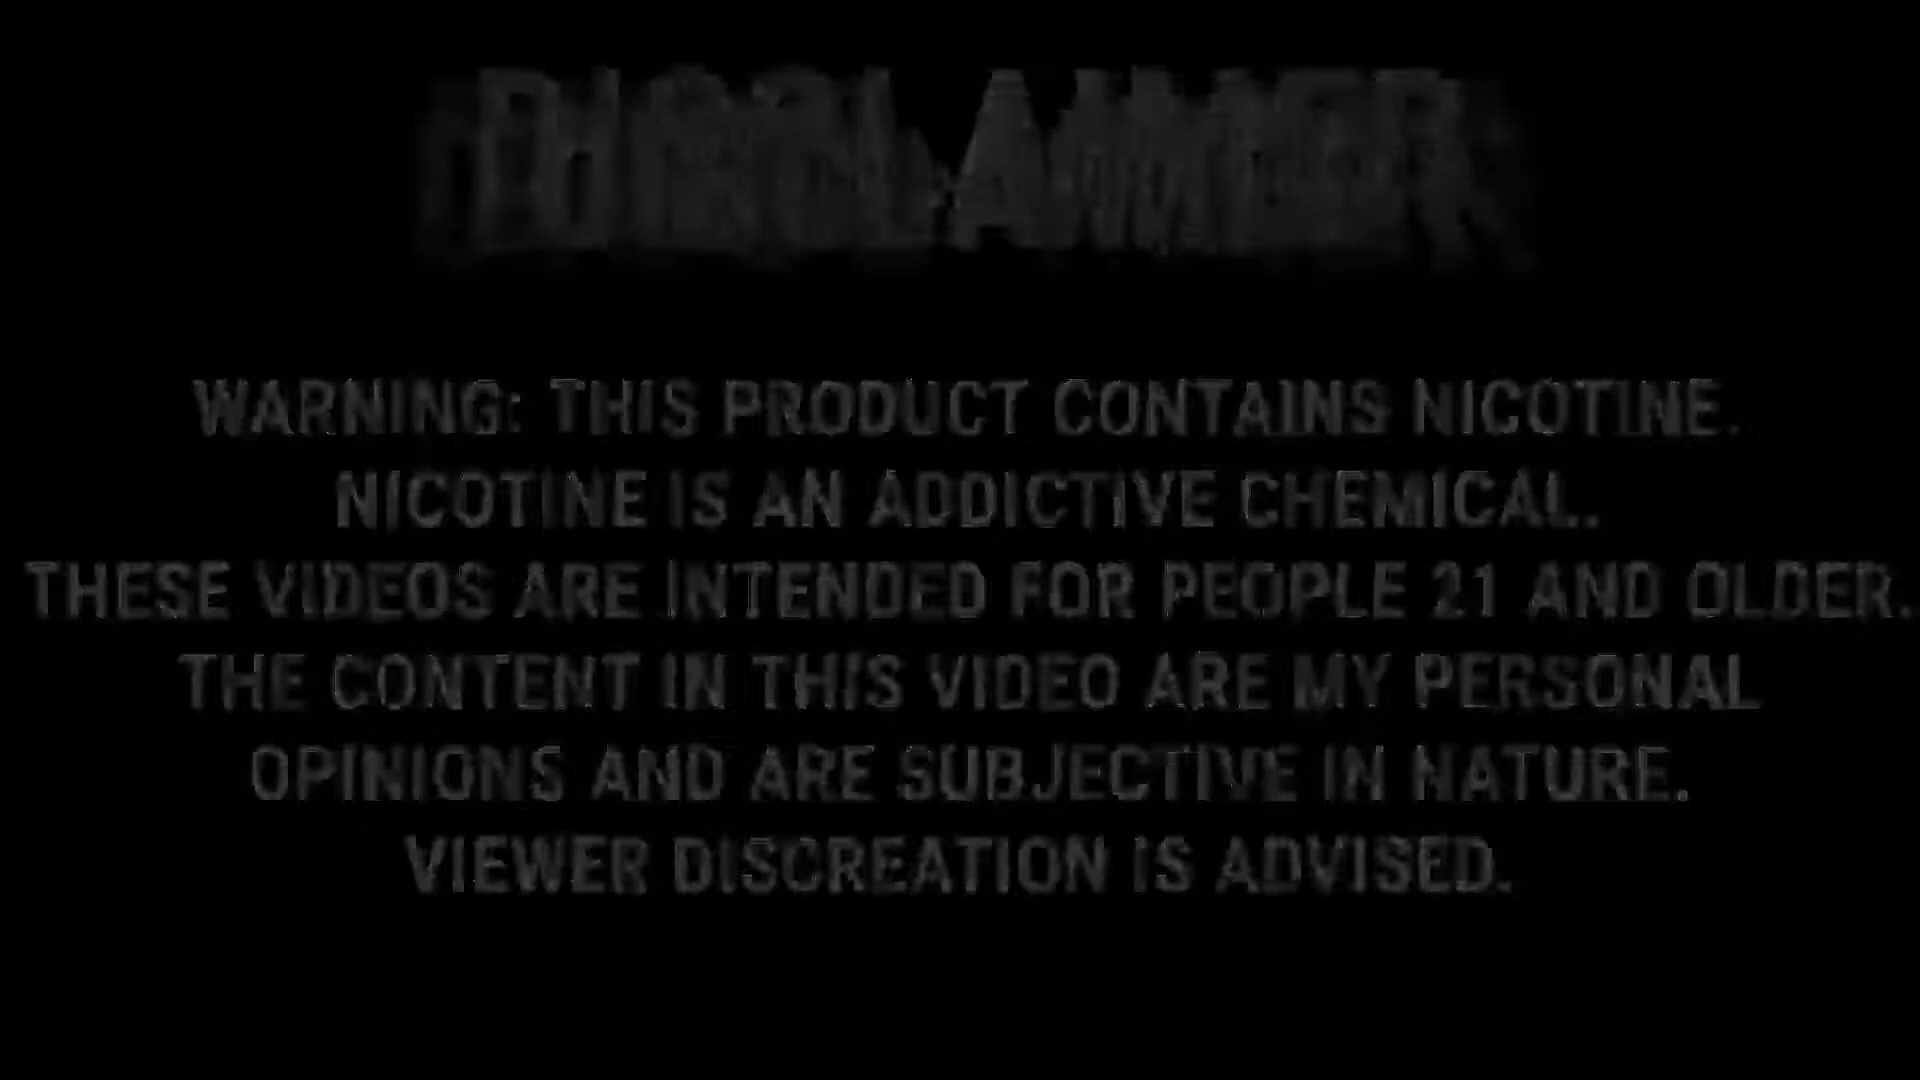 DISCLAIMER
WARNING: THIS PRODUCT CONTAINS NICOTINE.
NICOTINE IS AN ADDICTIVE CHEMICAL.
THESE VIDEOS ARE INTENDED FOR PEOPLE 21 AND OLDER.
THE CONTENT IN THIS VIDEO ARE MY PERSONAL
OPINIONS AND ARE SUBJECTIVE IN NATURE.
VIEWER DISCREATION IS ADVISED.